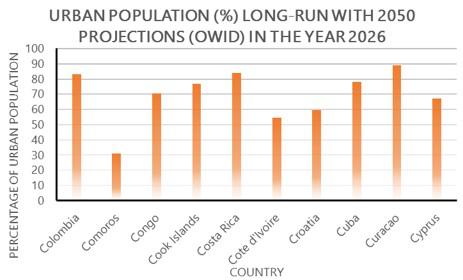 URBAN POPULATION (%) LONG-RUN WITH 2050
PROJECTIONS (OWID) IN THE YEAR 2026
PERCENTAGE OF URBAN POPULATION
100
90
80
70
60
50
40
30
20
10
0
Colombia
Comoros
Congo
Cook Islands
Costa Rica
Cote d'Ivoire
Croatia
Cuba
Curacao
Cyprus
COUNTRY